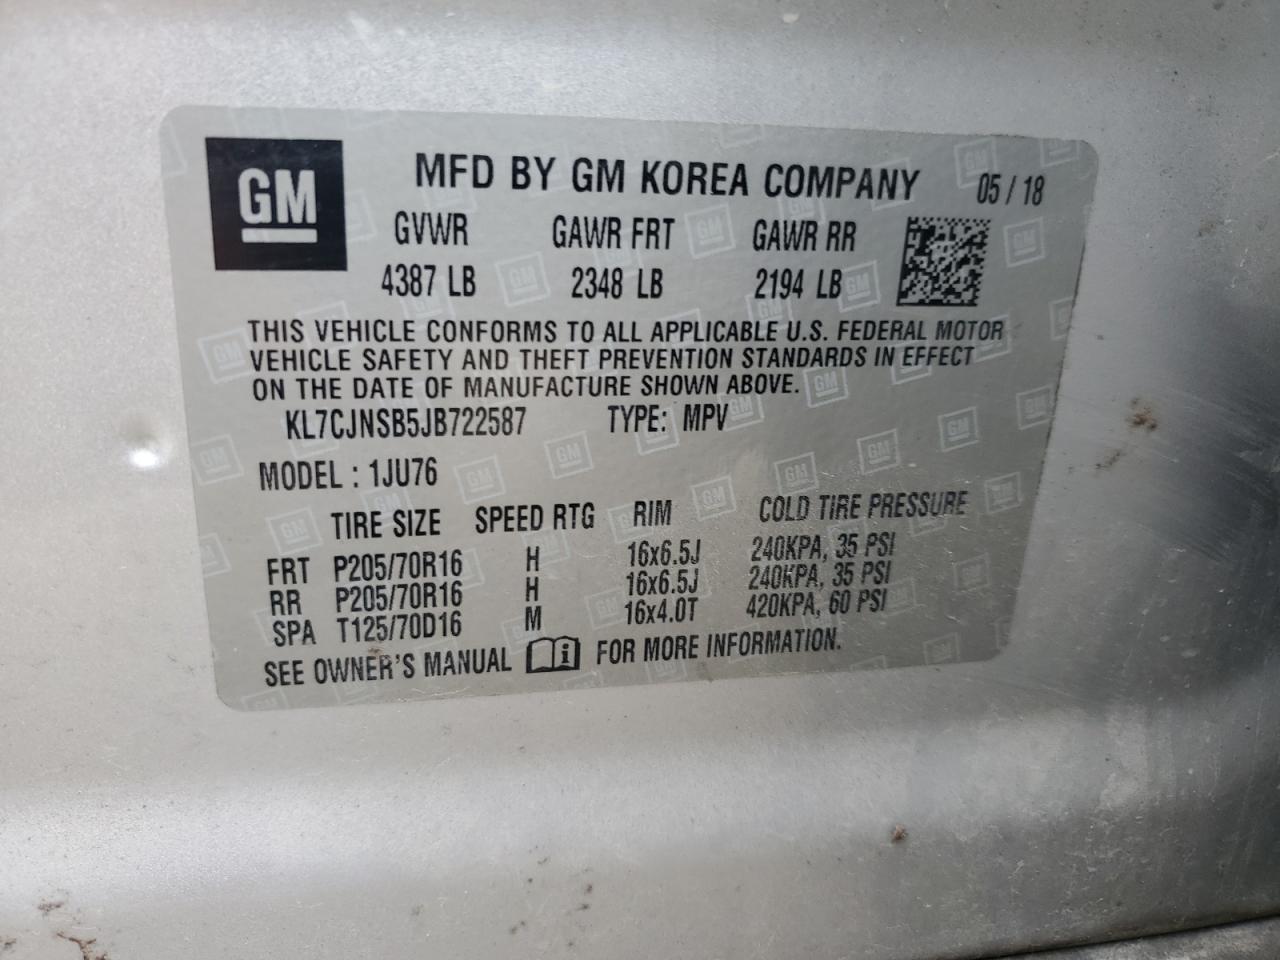 GM
MFD BY GM KOREA COMPANY 05/18
GVWR GAWR FRT GAWR RR
4387 LB 2348 LB 2194 LB
THIS VEHICLE CONFORMS TO ALL APPLICABLE U.S. FEDERAL MOTOR
VEHICLE SAFETY AND THEFT PREVENTION STANDARDS IN EFFECT
ON THE DATE OF MANUFACTURE SHOWN ABOVE.
KL7CJNSB5JB722587 TYPE: MPV
MODEL : 1JU76
TIRE SIZE SPEED RTG RIM COLD TIRE PRESSURE
FRT P205/70R16 H 16x6.5J 240KPA, 35 PSI
RR P205/70R16 H 16x6.5J 240KPA, 35 PSI
SPA T125/70D16 M 16x4.0T 420KPA, 60 PSI
SEE OWNER'S MANUAL i FOR MORE INFORMATION.